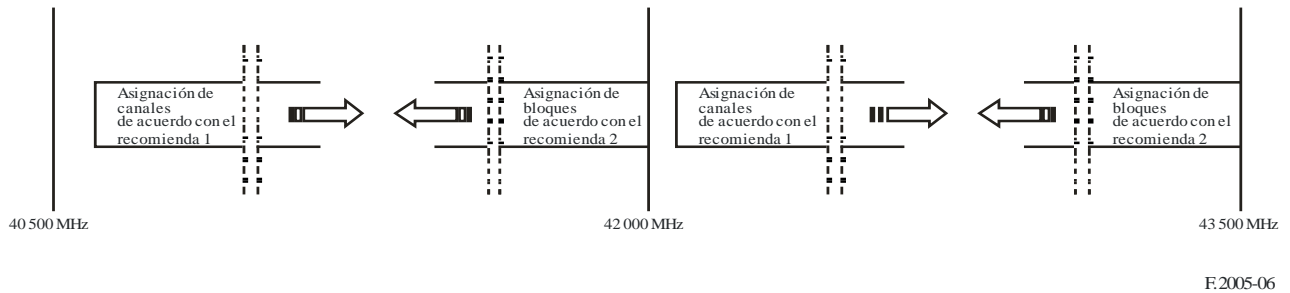 Asignación de
canales
de acuerdo con el
recomienda 1
Asignación de
bloques
de acuerdo con el
recomienda 2
Asignación de
canales
de acuerdo con el
recomienda 1
Asignación de
bloques
de acuerdo con el
recomienda 2
40 500 MHz
42 000 MHz
43 500 MHz
F.2005-06